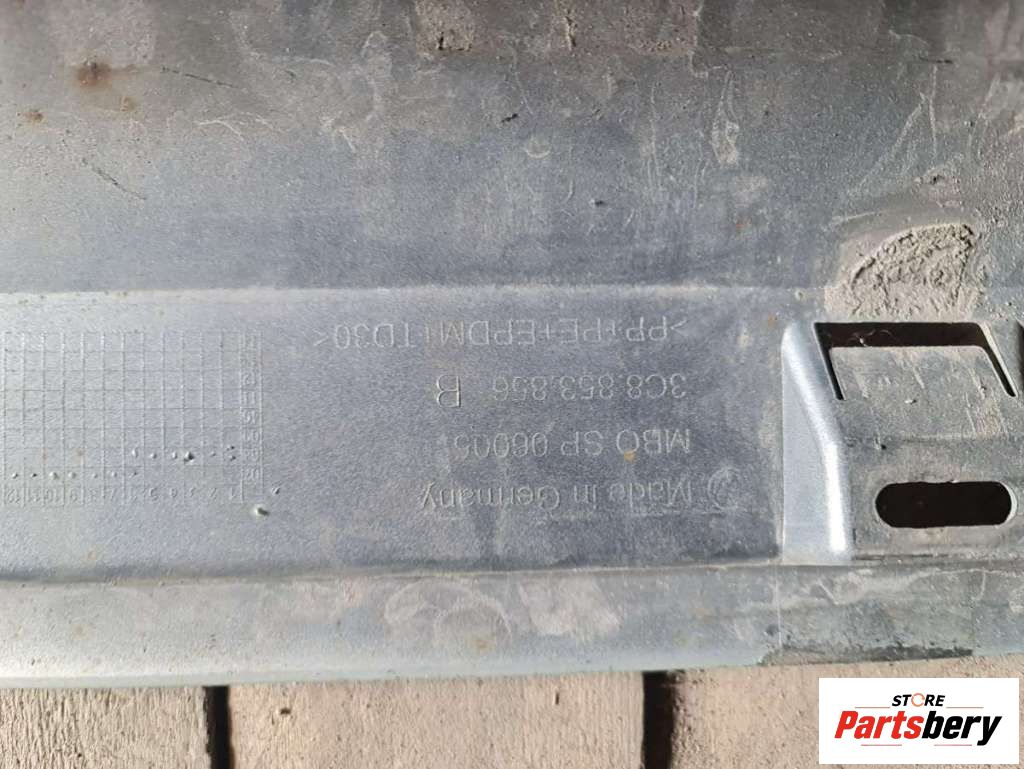 >PP+PE+EPDM+TD30<
3C8.853.856 B
MBO SP 06005
Made in Germany
STORE
Partsbery